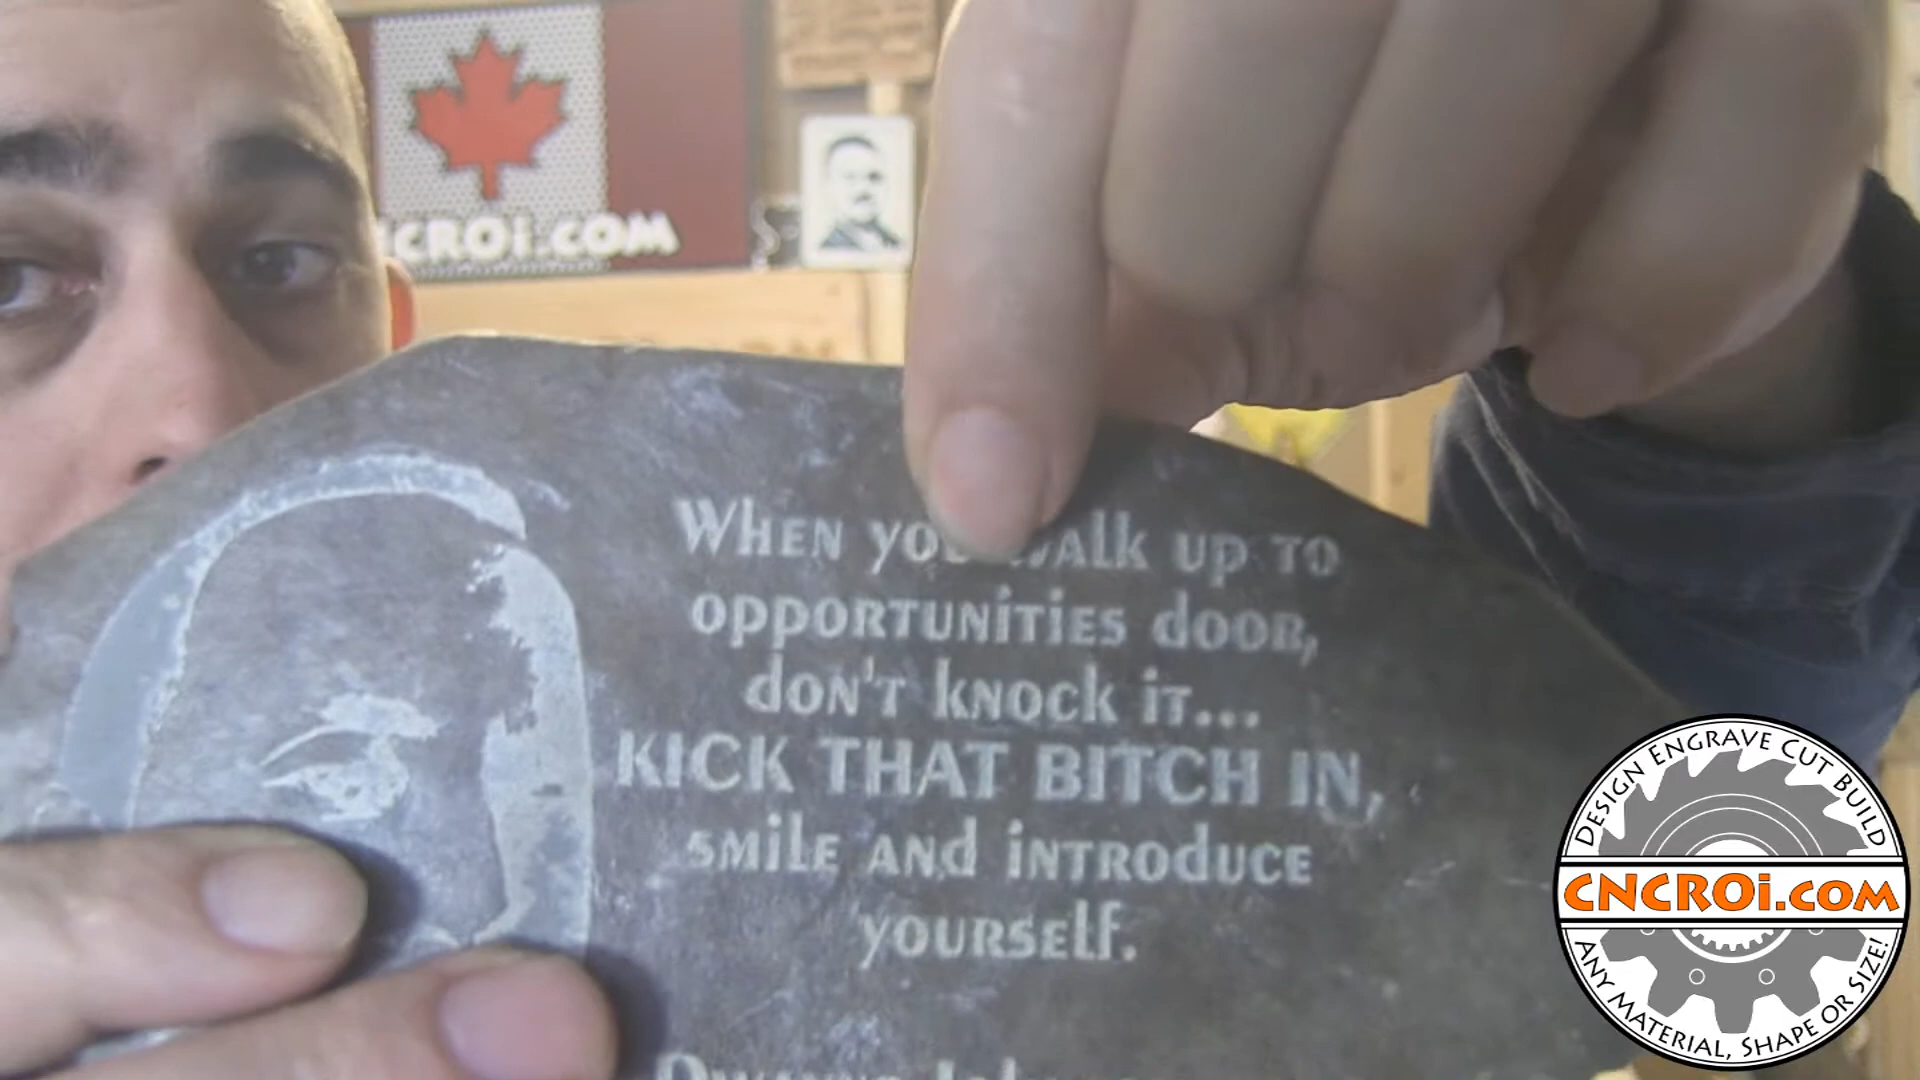 CNCROi.COM
When you walk up to
opportunities door,
don't knock it...
KICK THAT BITCH IN,
smile and introduce
yourself.
DESIGN ENGRAVE CUT BUILD
CNCROi.com
ANY MATERIAL, SHAPE OR SIZE!